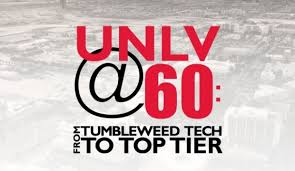 UNLV
@60:
FROM TUMBLEWEED TECH
TO TOP TIER